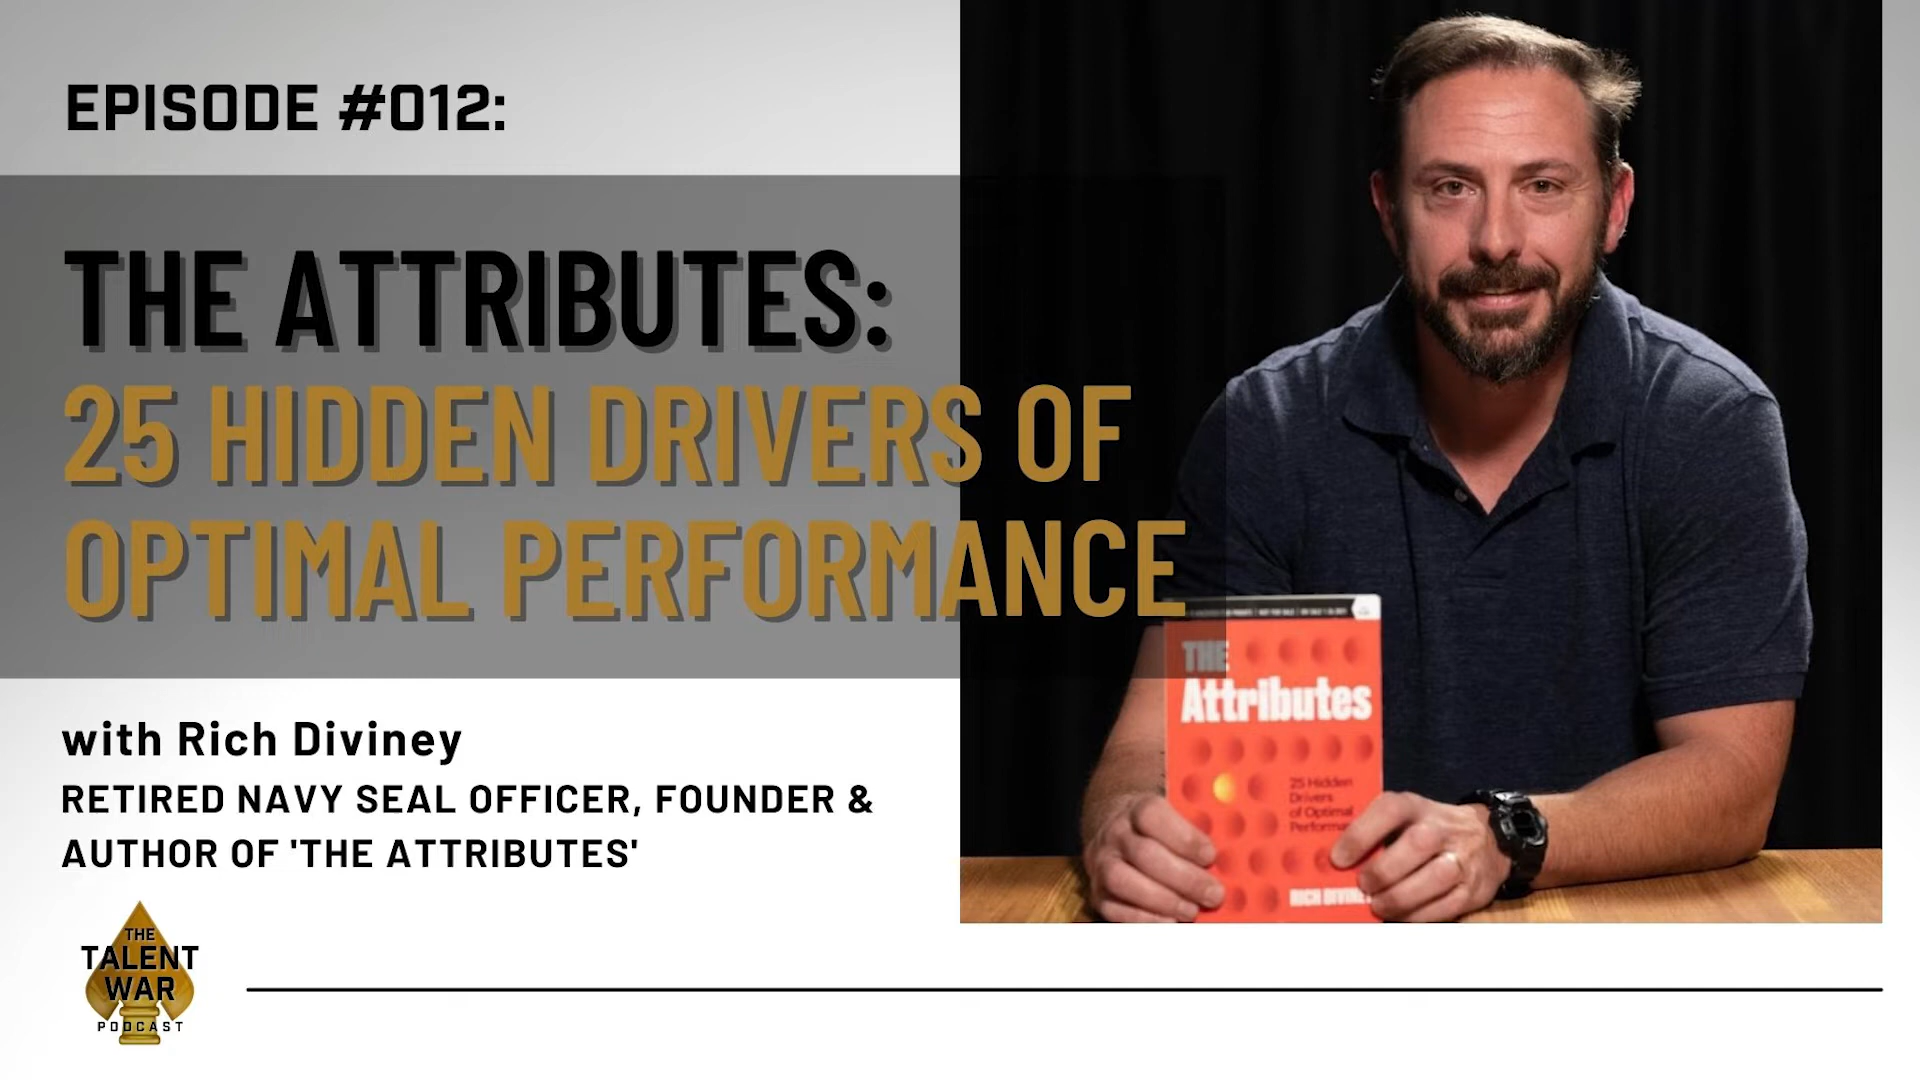 EPISODE #012:
THE ATTRIBUTES:
25 HIDDEN DRIVERS OF
OPTIMAL PERFORMANCE
with Rich Diviney
RETIRED NAVY SEAL OFFICER, FOUNDER &
AUTHOR OF 'THE ATTRIBUTES'
THE
TALENT
WAR
PODCAST
THE
Attributes
25 Hidden
Drivers
of Optimal